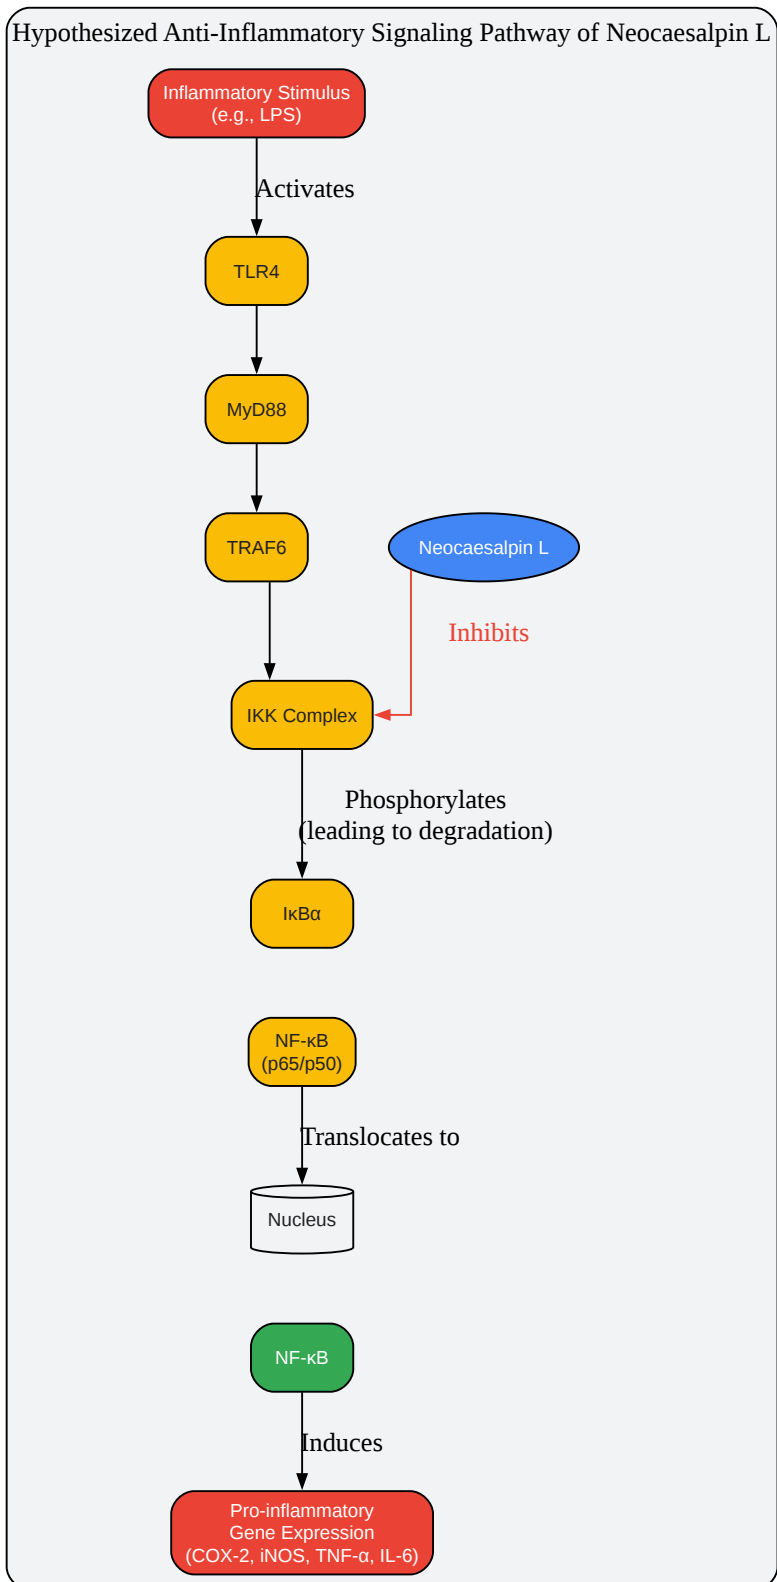 Hypothesized Anti-Inflammatory Signaling Pathway of Neocaesalpin L
Inflammatory Stimulus
(e.g., LPS)
Activates
TLR4
MyD88
TRAF6
Neocaesalpin L
Inhibits
IKK Complex
Phosphorylates
(leading to degradation)
IκBα
NF-κB
(p65/p50)
Translocates to
Nucleus
NF-κB
Induces
Pro-inflammatory
Gene Expression
(COX-2, iNOS, TNF-α, IL-6)